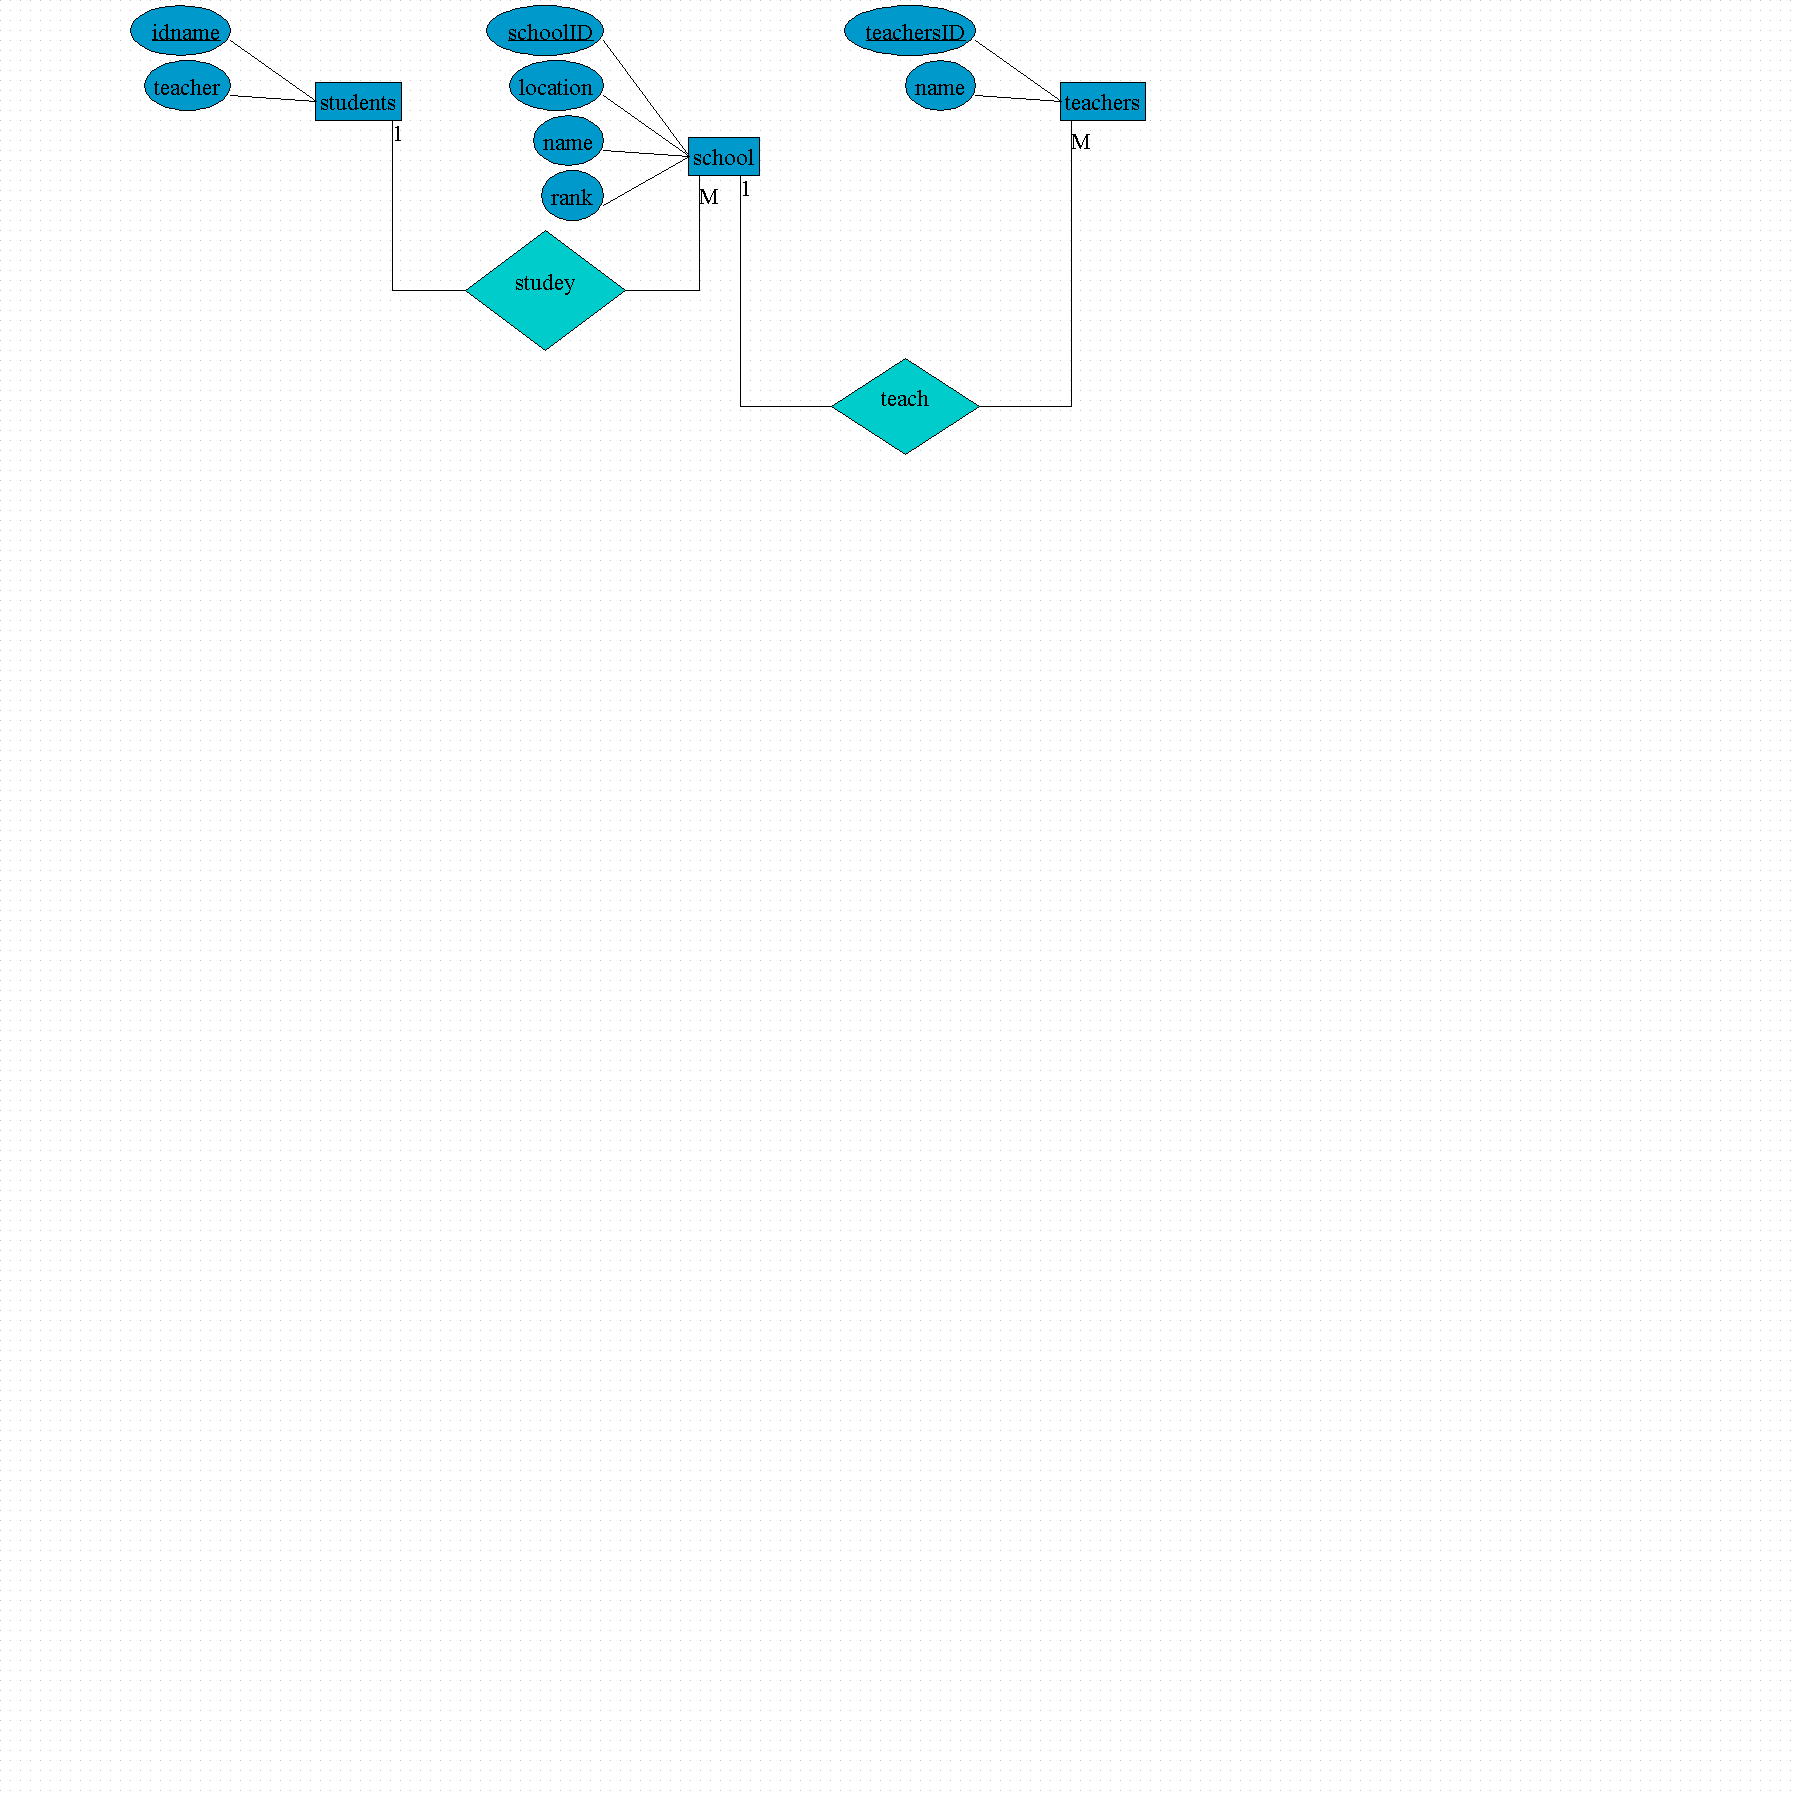 idname
teacher
students
1
schoolID
location
name
rank
school
M
1
teachersID
name
teachers
M
studey
teach